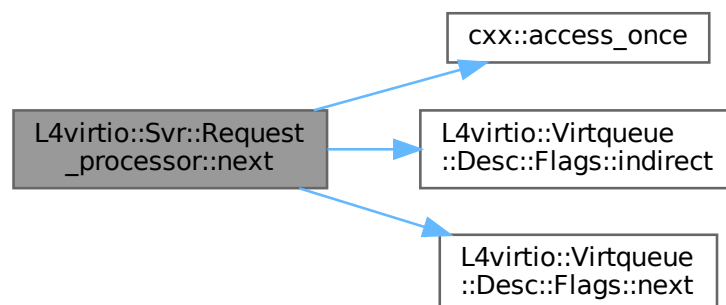 cxx::access_once
L4virtio::Svr::Request
_processor::next
L4virtio::Virtqueue
::Desc::Flags::indirect
L4virtio::Virtqueue
::Desc::Flags::next